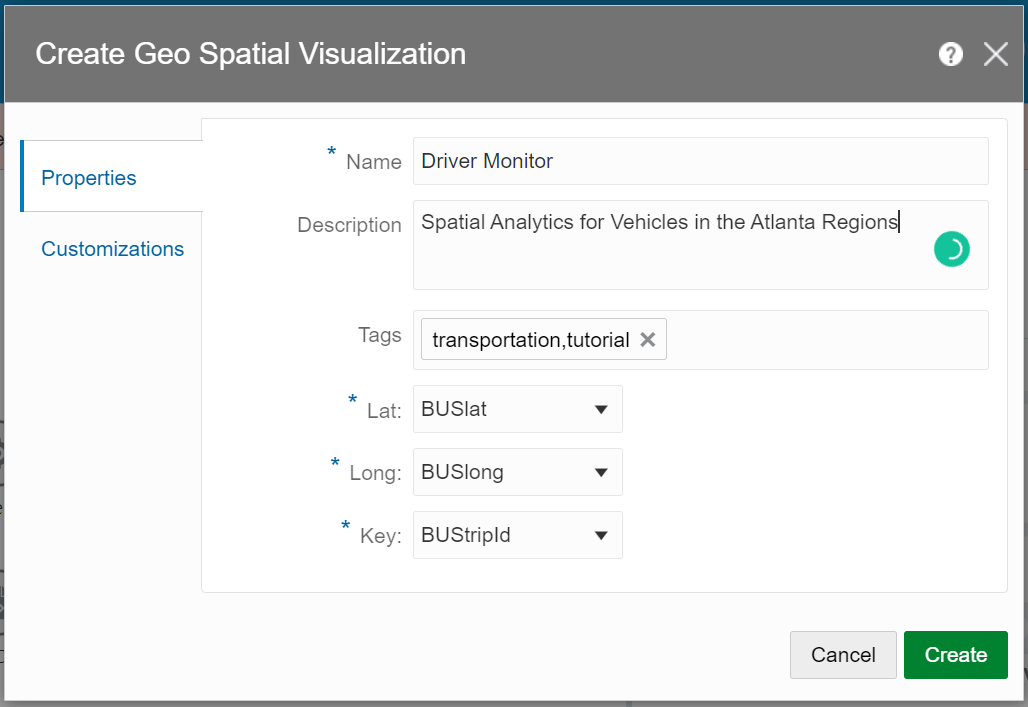 Create Geo Spatial Visualization ?
Properties
Customizations
* Name Driver Monitor
Description Spatial Analytics for Vehicles in the Atlanta Regions
Tags transportation,tutorial
* Lat: BUSlat
* Long: BUSlong
* Key: BUStripId
Cancel Create